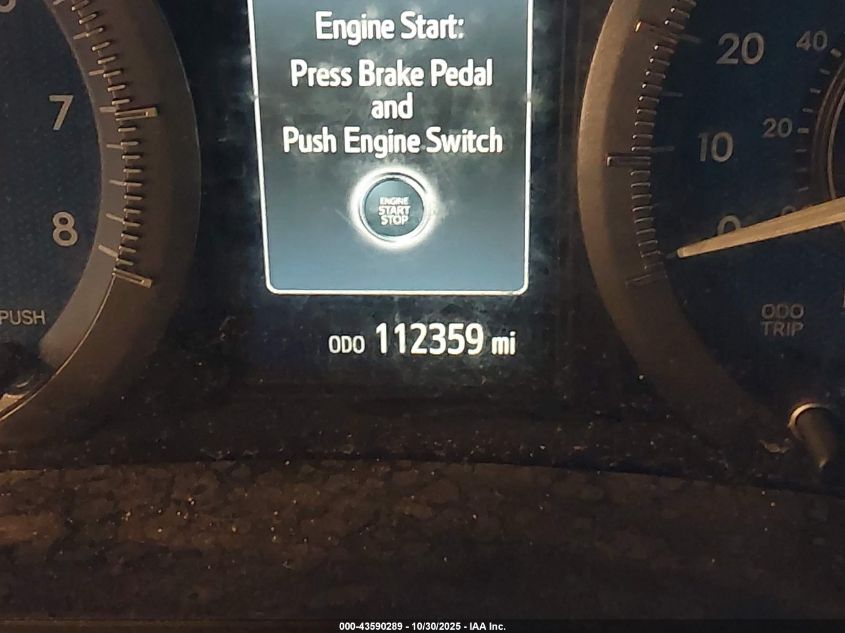 Engine Start:
Press Brake Pedal
and
Push Engine Switch
ENGINE
START
STOP
ODO 112359 mi
7
8
PUSH
20
10
0
40
20
ODO
TRIP
000-43590289 - 10/30/2025 - IAA Inc.